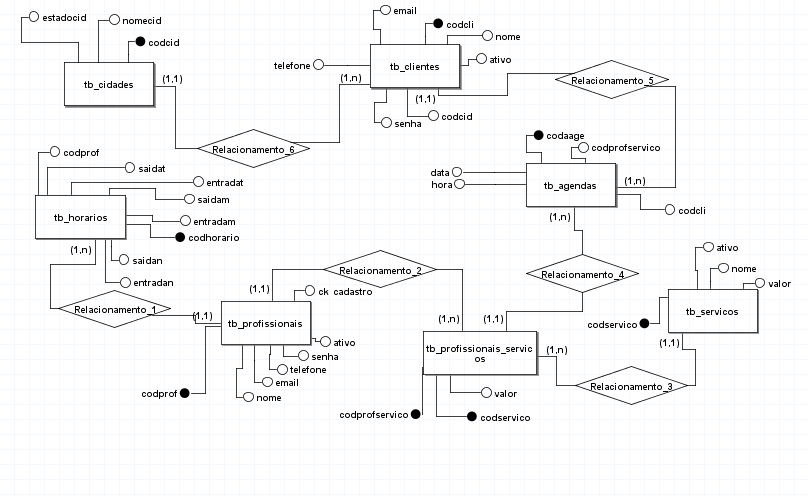 email
estadocid
nomecid
codcli
nome
codcid
ativo
telefone
tb_clientes
(1,1)
(1,n)
Relacionamento_5
tb_cidades
(1,1)
senha
codcid
codaage
codprofservico
Relacionamento_6
codprof
saidat
data
entradat
hora
tb_agendas
(1,n)
saidam
codcli
tb_horarios
entradam
(1,n)
codhorario
(1,n)
saidan
ativo
Relacionamento_2
Relacionamento_4
nome
entradan
(1,1)
ck cadastro
valor
Relacionamento_1
(1,1)
(1,n)
(1,1)
tb_servicos
tb_profissionais
codservico
ativo
(1,1)
tb_profissionais_servic
os
(1,n)
senha
telefone
email
Relacionamento_3
codprof
nome
valor
codprofservico
codservico